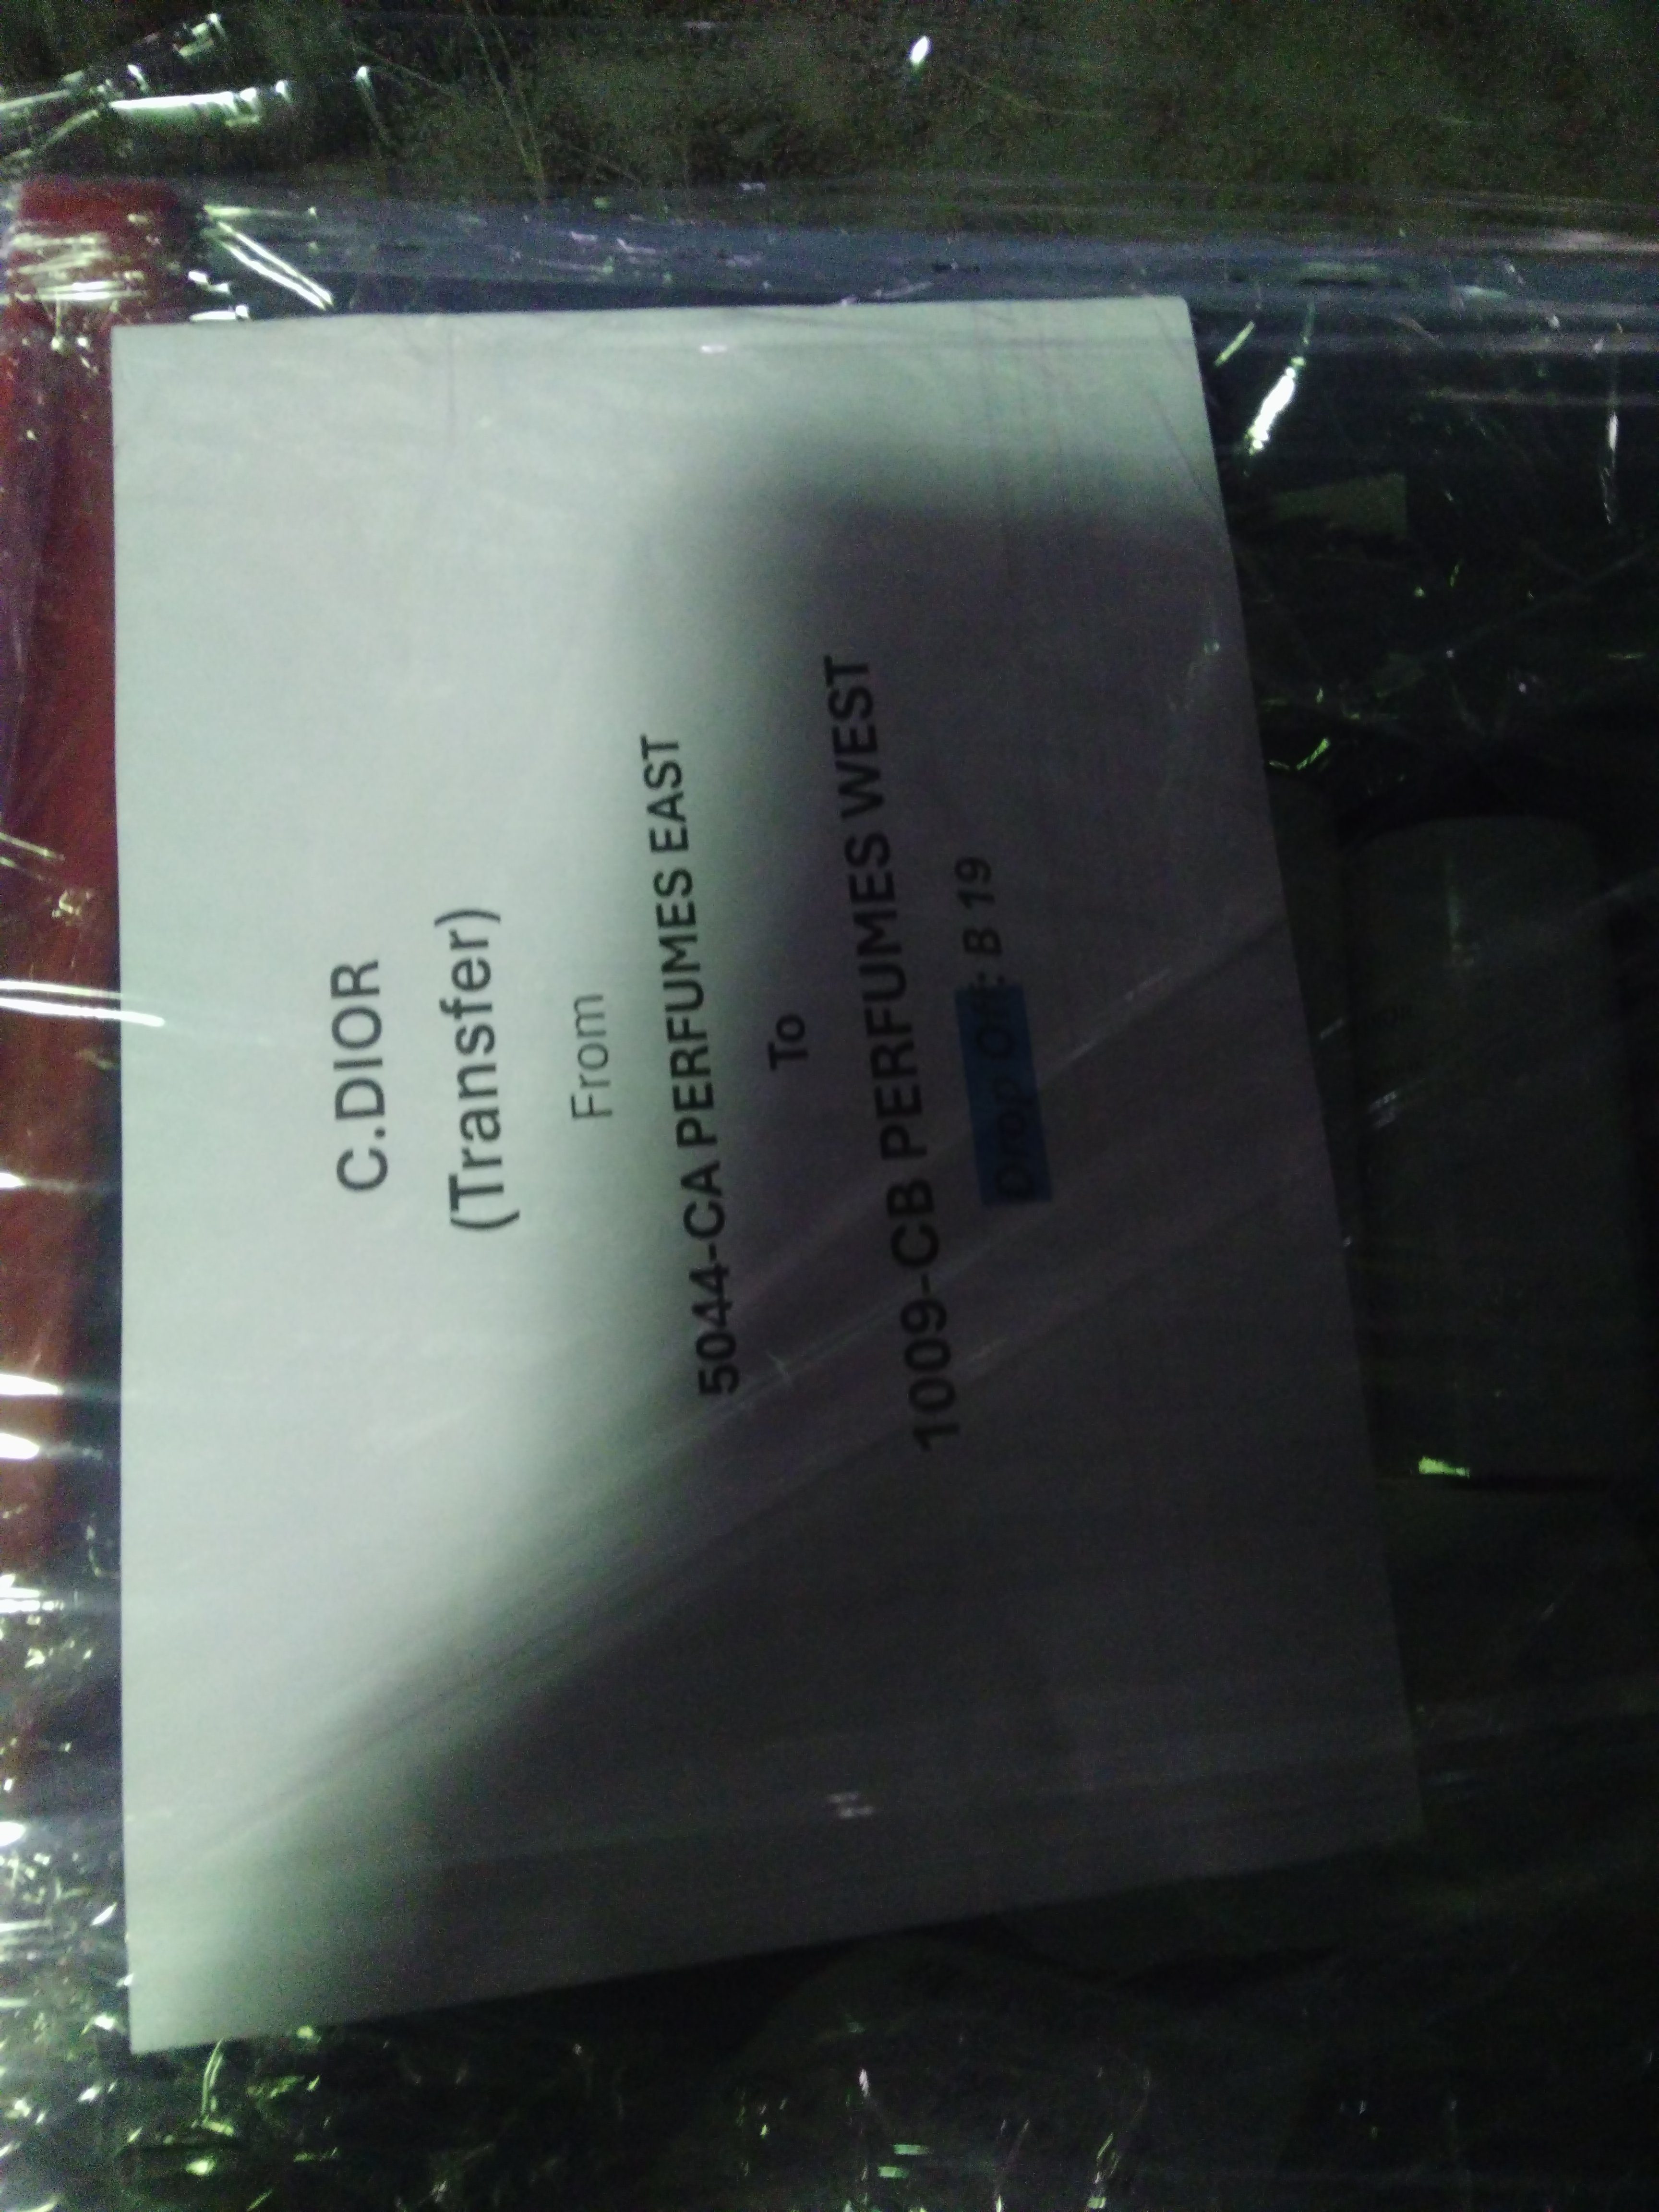 C.DIOR
(Transfer)
From
5044-CA PERFUMES EAST
To
1009-CB PERFUMES WEST
Drop Off: B 19